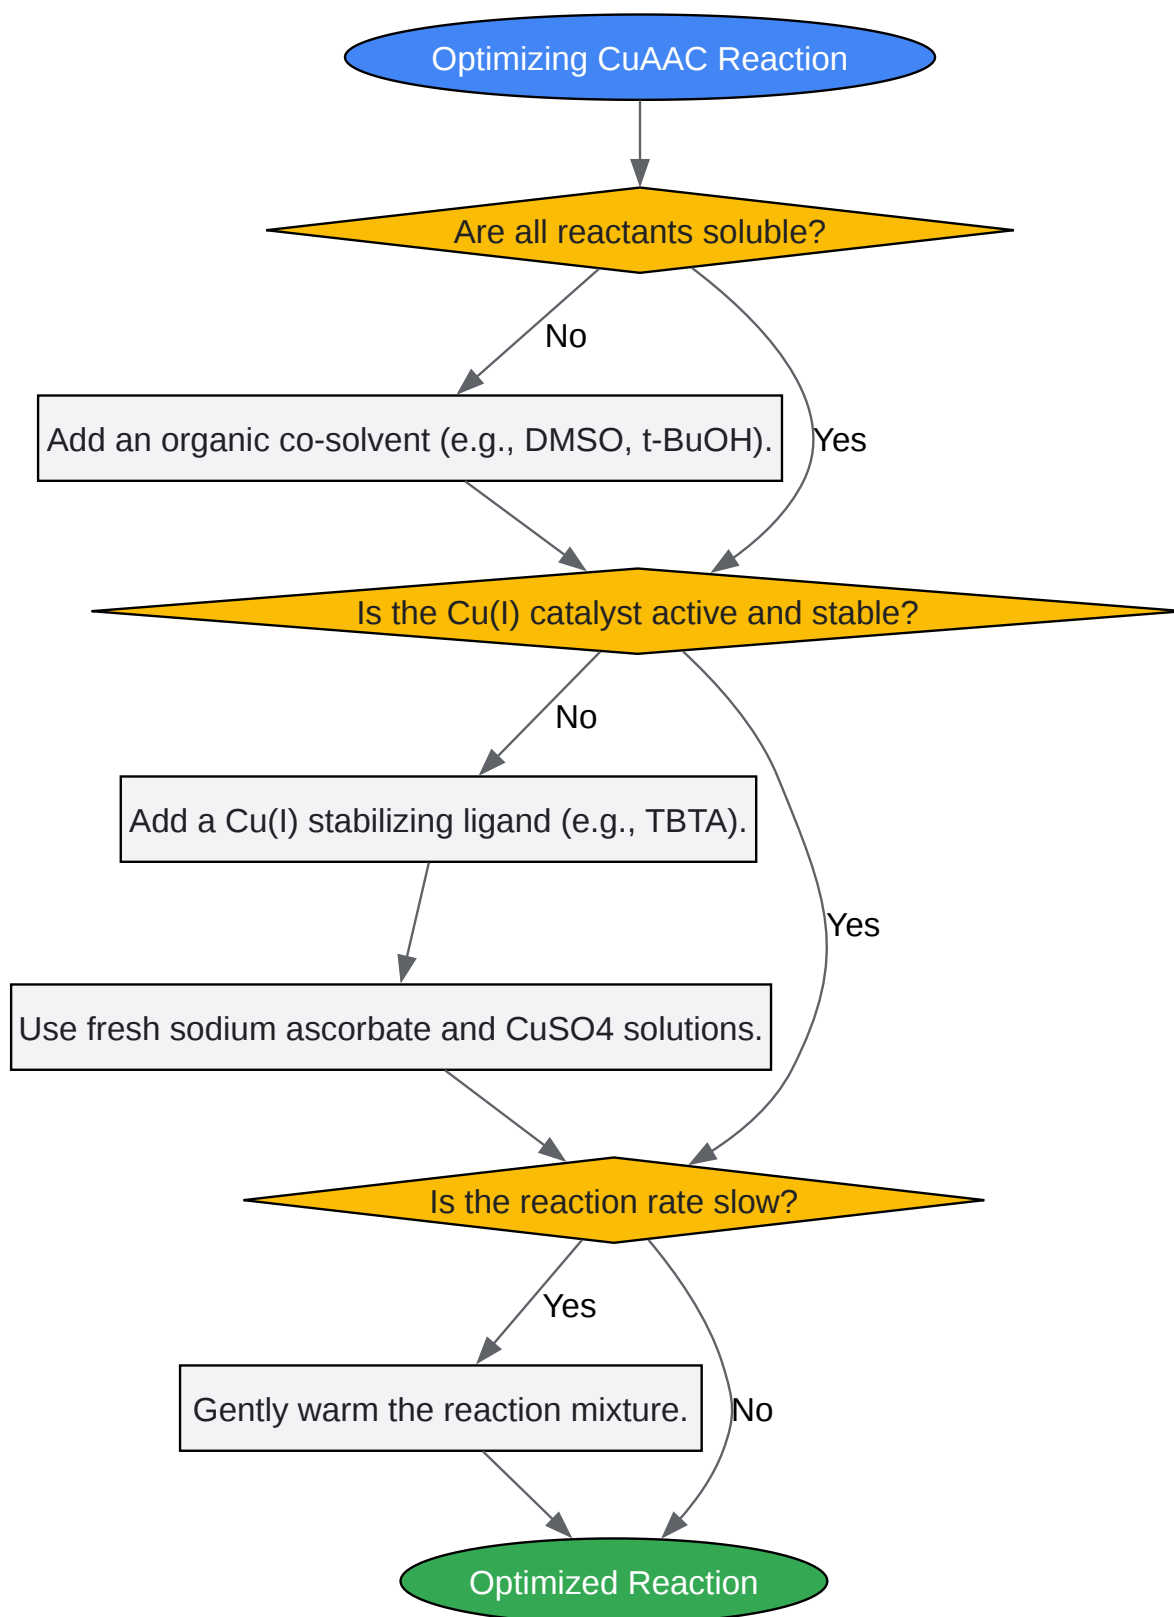 Optimizing CuAAC Reaction
Are all reactants soluble?
No
Add an organic co-solvent (e.g., DMSO, t-BuOH).
Yes
Is the Cu(I) catalyst active and stable?
No
Add a Cu(I) stabilizing ligand (e.g., TBTA).
Yes
Use fresh sodium ascorbate and CuSO4 solutions.
Is the reaction rate slow?
Yes
Gently warm the reaction mixture.
No
Optimized Reaction